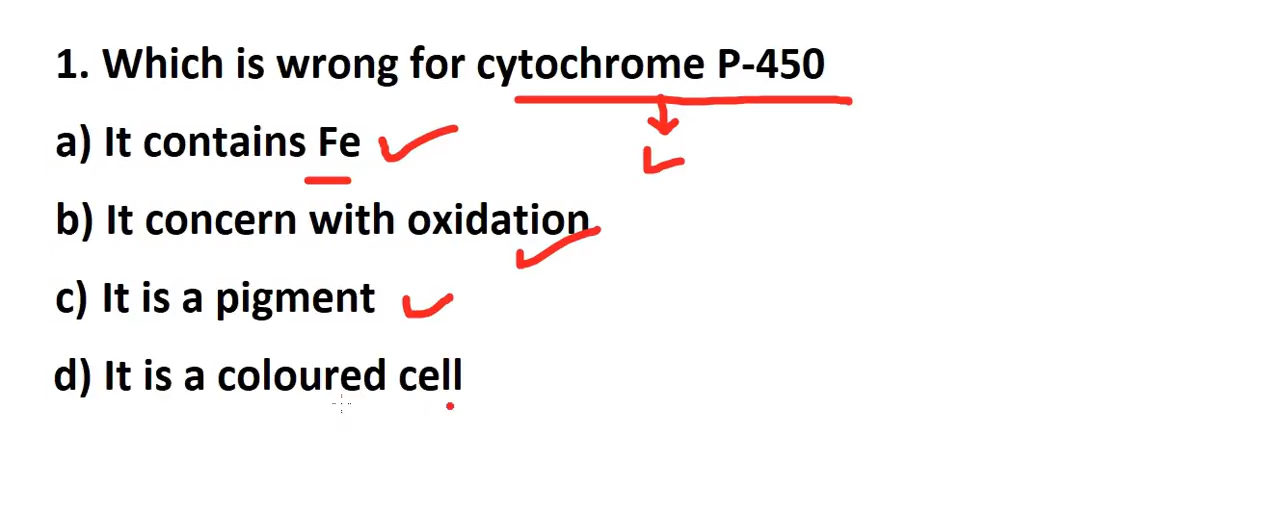 1. Which is wrong for cytochrome P-450
a) It contains Fe
b) It concern with oxidation
c) It is a pigment
d) It is a coloured cell